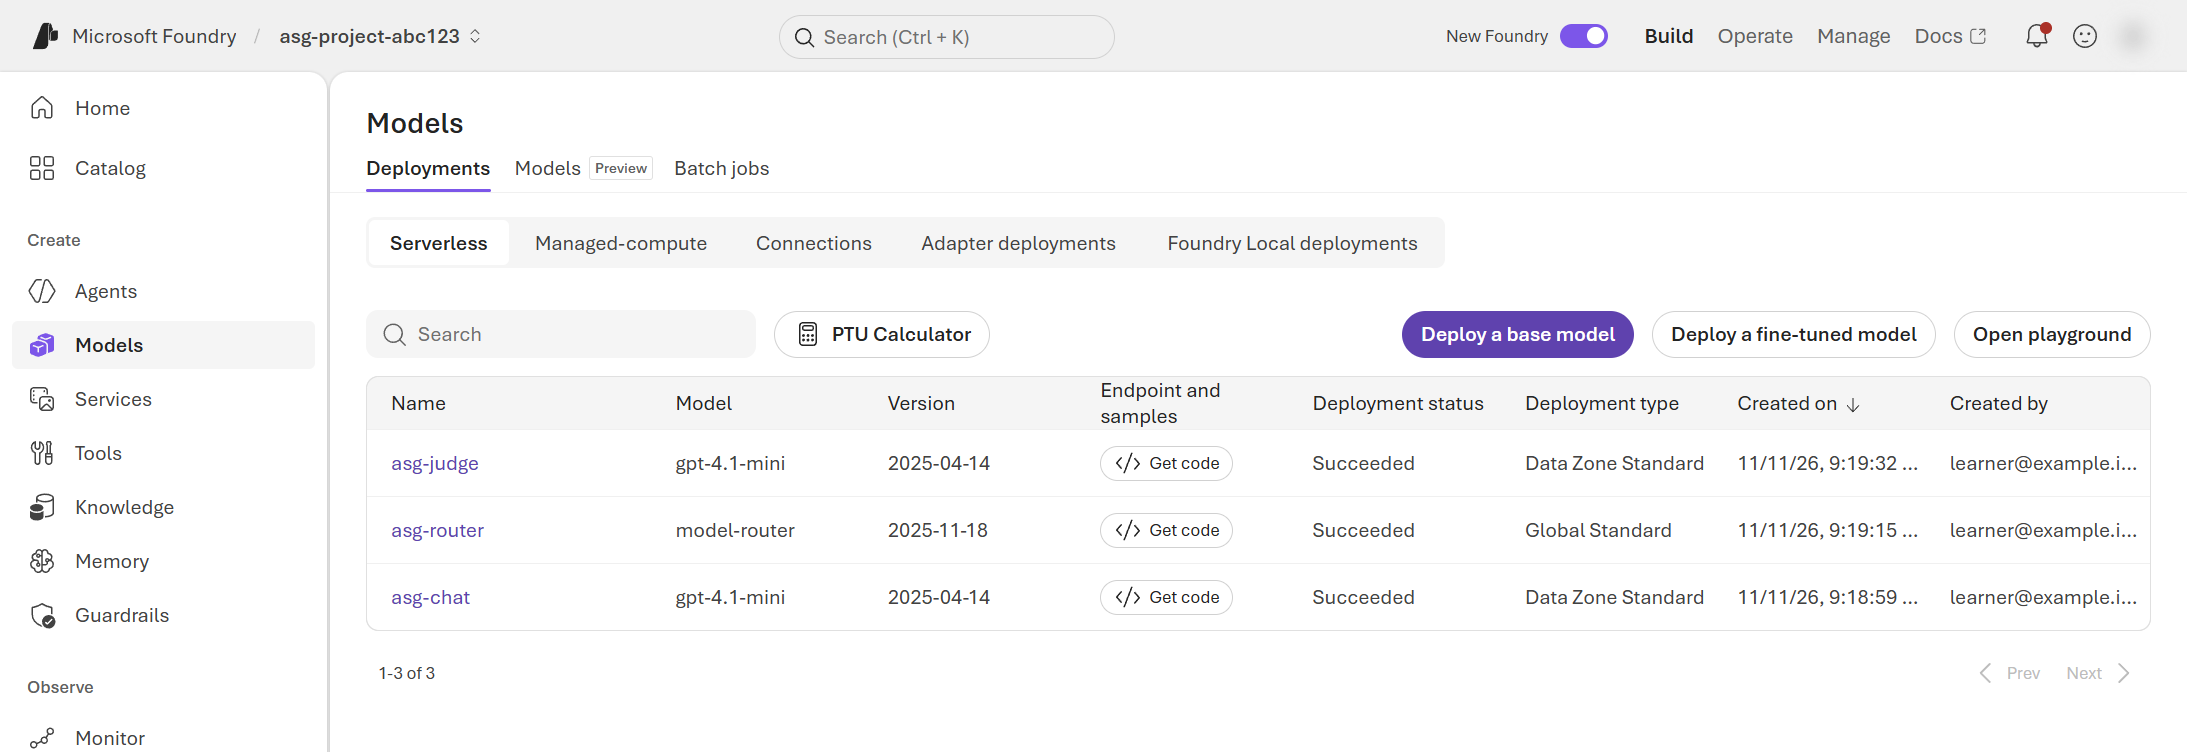 Microsoft Foundry / asg-project-abc123
Search (Ctrl + K)
New Foundry
Build
Operate
Manage
Docs
Home
Catalog
Create
Agents
Models
Services
Tools
Knowledge
Memory
Guardrails
Observe
Monitor
Models
Deployments
Models Preview
Batch jobs
Serverless
Managed-compute
Connections
Adapter deployments
Foundry Local deployments
Search
PTU Calculator
Deploy a base model
Deploy a fine-tuned model
Open playground
Name Model Version Endpoint and samples Deployment status Deployment type Created on Created by
asg-judge gpt-4.1-mini 2025-04-14 </> Get code Succeeded Data Zone Standard 11/11/26, 9:19:32 ... learner@example.i...
asg-router model-router 2025-11-18 </> Get code Succeeded Global Standard 11/11/26, 9:19:15 ... learner@example.i...
asg-chat gpt-4.1-mini 2025-04-14 </> Get code Succeeded Data Zone Standard 11/11/26, 9:18:59 ... learner@example.i...
1-3 of 3
Prev
Next